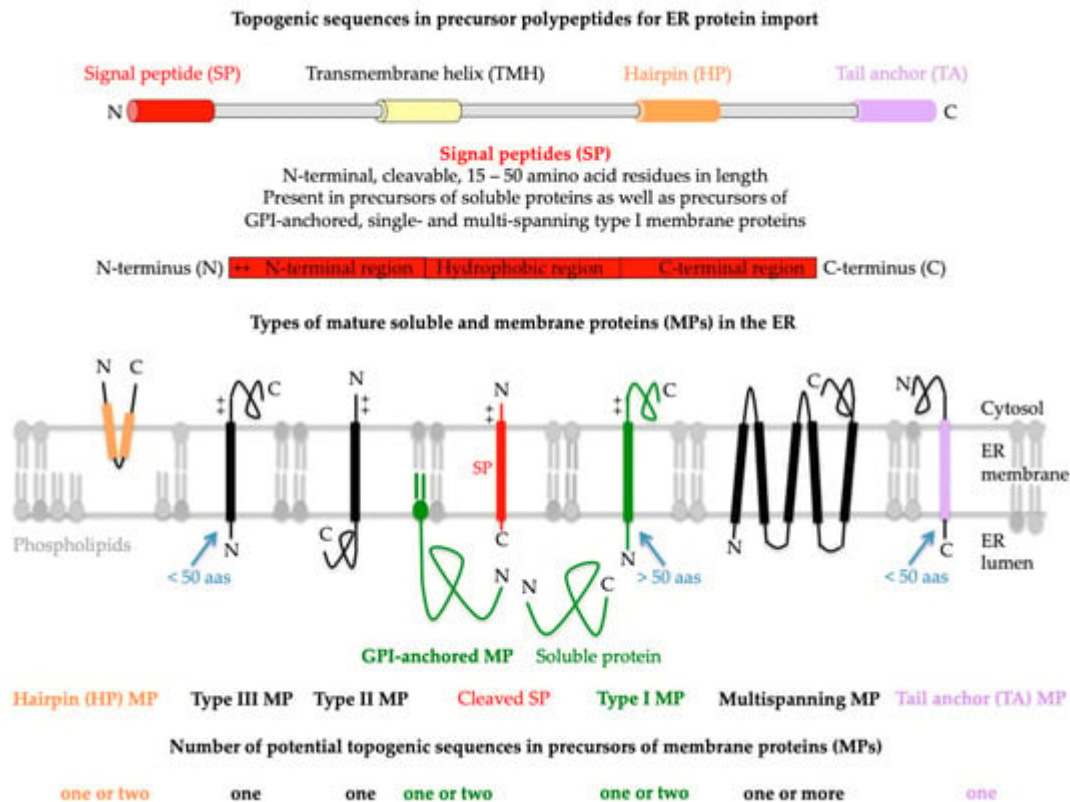 Topogenic sequences in precursor polypeptides for ER protein import
Signal peptide (SP) Transmembrane helix (TMH) Hairpin (HP) Tail anchor (TA)
N C
Signal peptides (SP)
N-terminal, cleavable, 15 – 50 amino acid residues in length
Present in precursors of soluble proteins as well as precursors of
GPI-anchored, single- and multi-spanning type I membrane proteins
N-terminus (N) ++ N-terminal region Hydrophobic region C-terminal region C-terminus (C)
Types of mature soluble and membrane proteins (MPs) in the ER
N C
N
C
N
C
C
N
Cytosol
++
++
++
++
ER
membrane
SP
Phospholipids
N
C
C
N
N
C
ER
lumen
< 50 aas
> 50 aas
< 50 aas
N
N
C
GPI-anchored MP Soluble protein
Hairpin (HP) MP Type III MP Type II MP Cleaved SP Type I MP Multispanning MP Tail anchor (TA) MP
Number of potential topogenic sequences in precursors of membrane proteins (MPs)
one or two one one one or two one or two one or more one